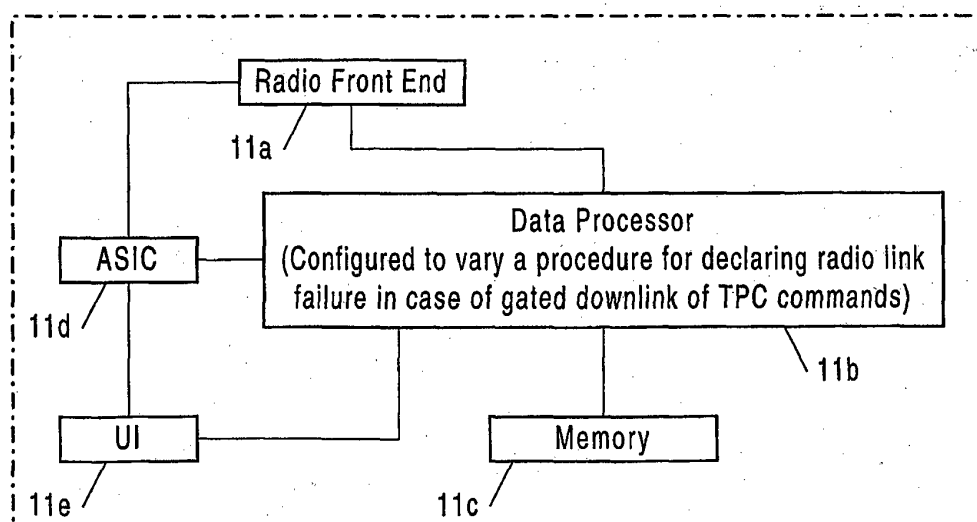 Radio Front End
11a
Data Processor
(Configured to vary a procedure for declaring radio link
failure in case of gated downlink of TPC commands)
ASIC
11d
11b
UI
Memory
11e
11c